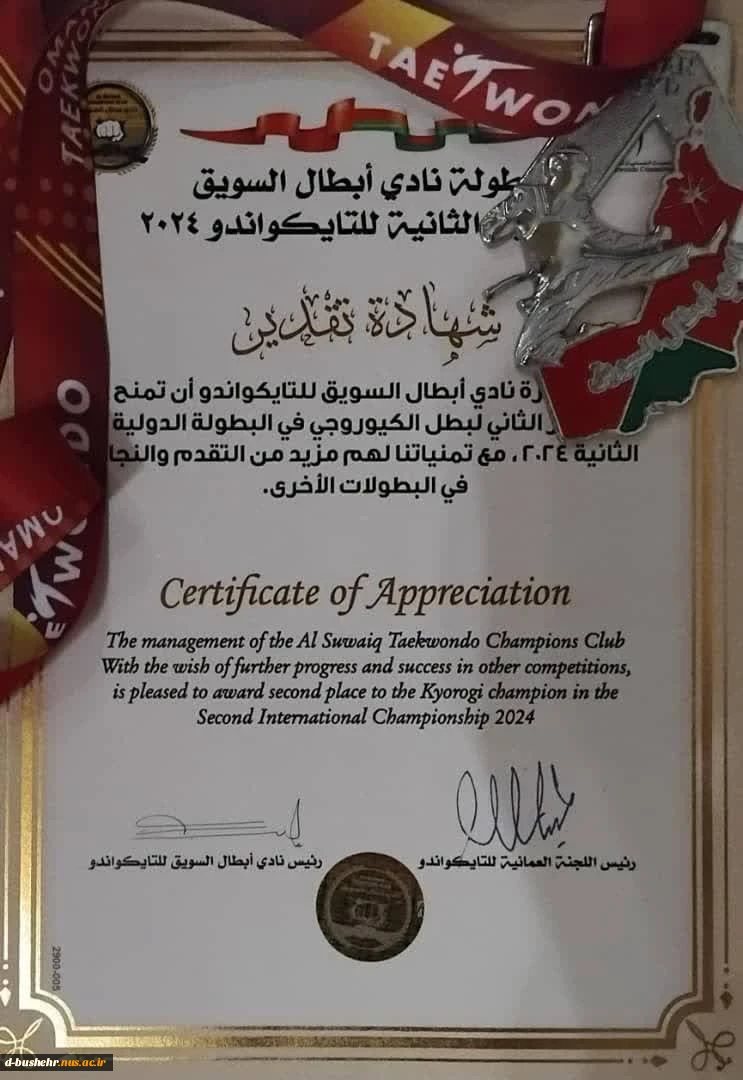 OMAN
TAEKWONDO
TAEKWON
بطولة نادي أبطال السويق
الثانية للتايكواندو ٢٠٢٤
شهادة تقدير
نادي أبطال السويق للتايكواندو أن تمنح
الثاني لبطل الكيوروجي في البطولة الدولية
الثانية ٢٠٢٤، مع تمنياتنا لهم مزيد من التقدم والنجا
في البطولات الأخرى.
Certificate of Appreciation
The management of the Al Suwaiq Taekwondo Champions Club
With the wish of further progress and success in other competitions,
is pleased to award second place to the Kyorogi champion in the
Second International Championship 2024
رئيس اللجنة العمانية للتايكواندو
رئيس نادي أبطال السويق للتايكواندو
2900-005
d-bushehr.nus.ac.ir